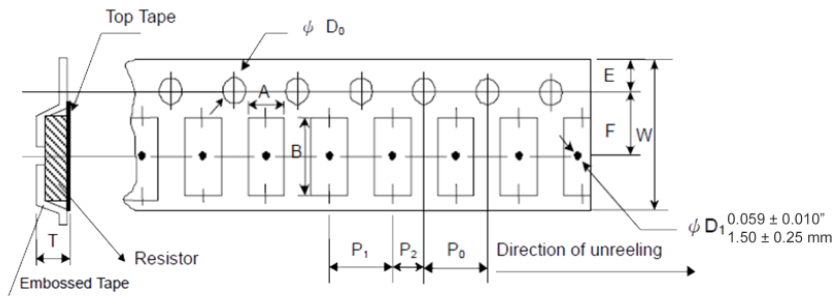 Top Tape
ϕ D₀
A
E
F
W
B
ϕ D₁ 0.059 ± 0.010"
1.50 ± 0.25 mm
T
Resistor
P₁
P₂
P₀
Direction of unreeling
Embossed Tape